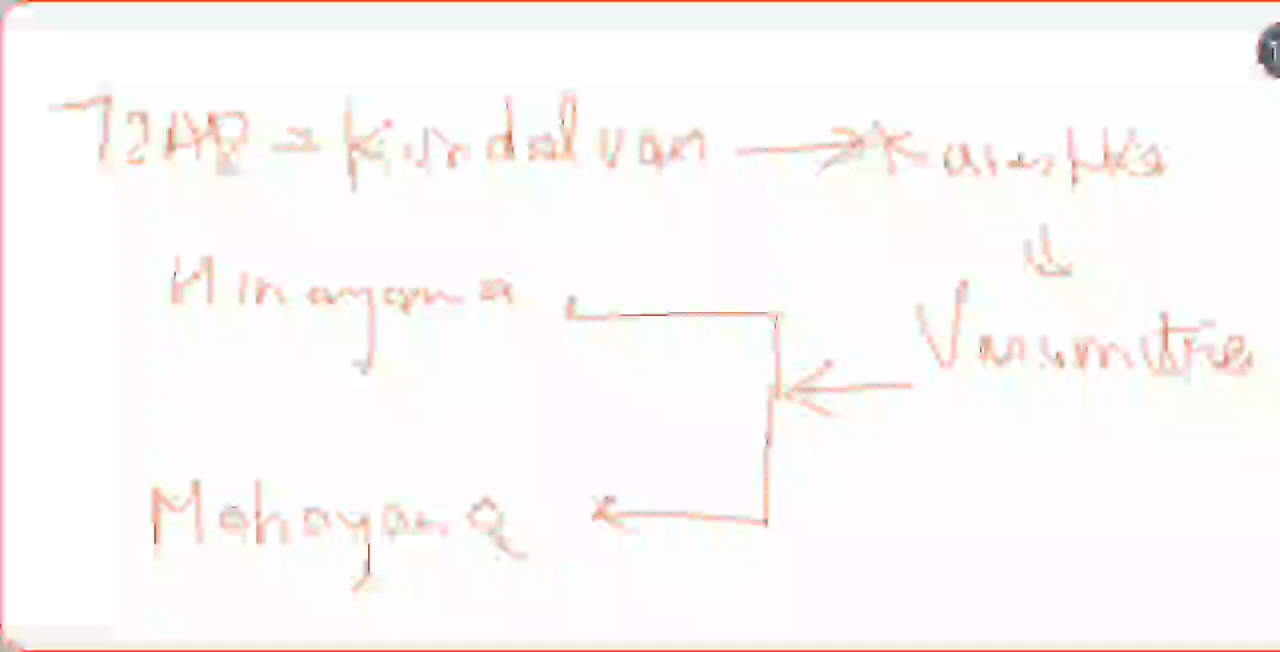 72AD → Kundalvan → Kanishka
↓
Hinayana
Vasumitra
Mahayana